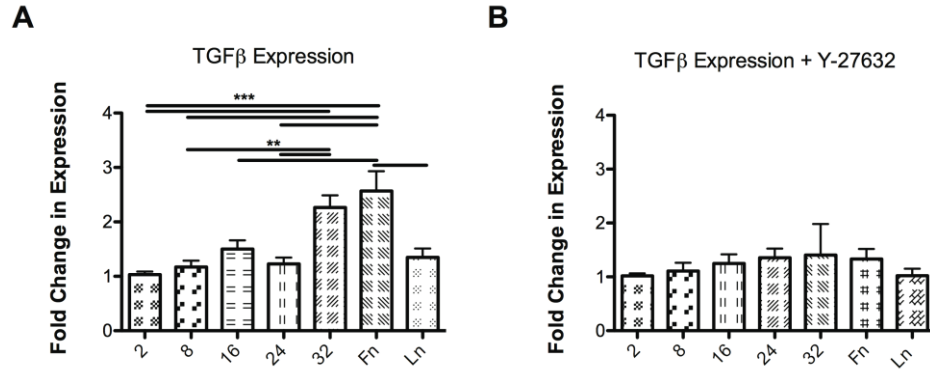 A
TGFβ Expression
Fold Change in Expression
4
3
2
1
0
***
**
2 8 16 24 32 Fn Ln
B
TGFβ Expression + Y-27632
Fold Change in Expression
4
3
2
1
0
2 8 16 24 32 Fn Ln